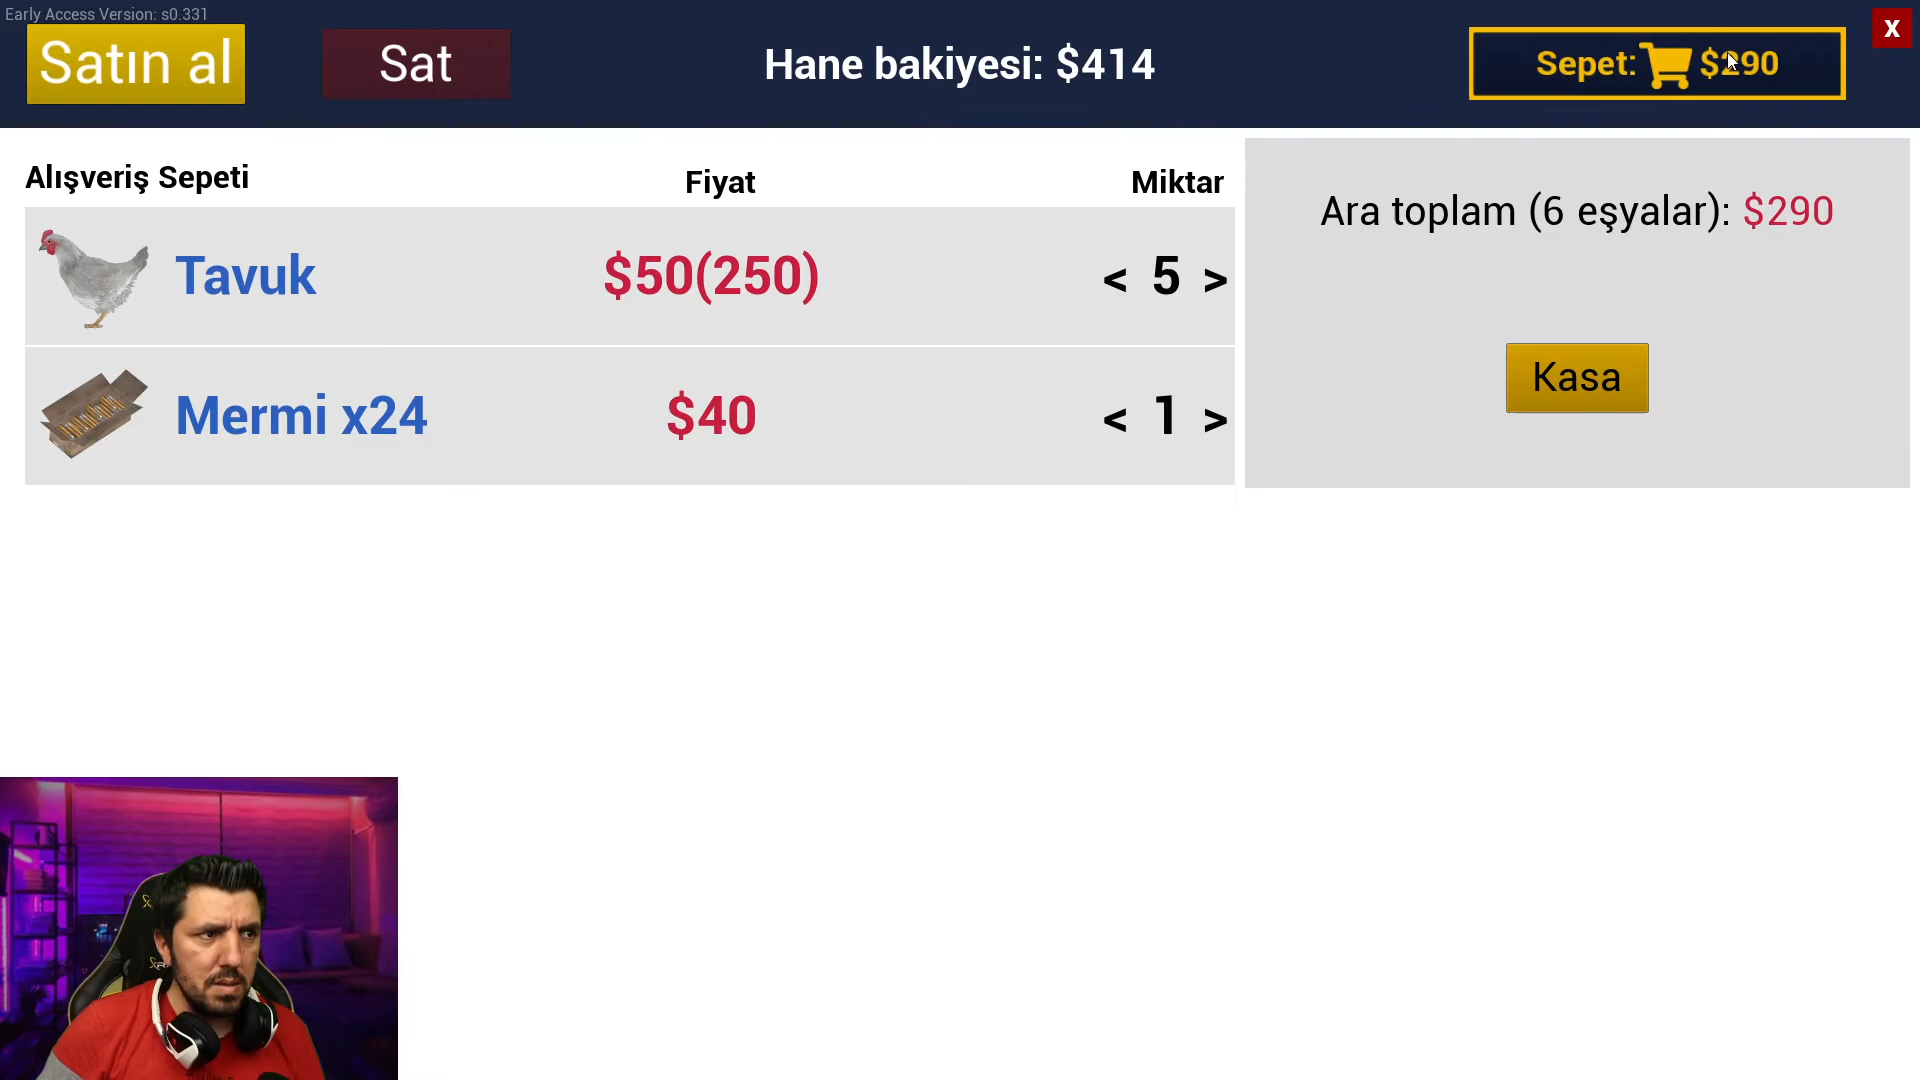 Early Access Version: s0.331
Satın al
Sat
Hane bakiyesi: $414
Sepet: $290
X
Alışveriş Sepeti
Fiyat
Miktar
Tavuk
$50(250)
< 5 >
Mermi x24
$40
< 1 >
Ara toplam (6 eşyalar): $290
Kasa